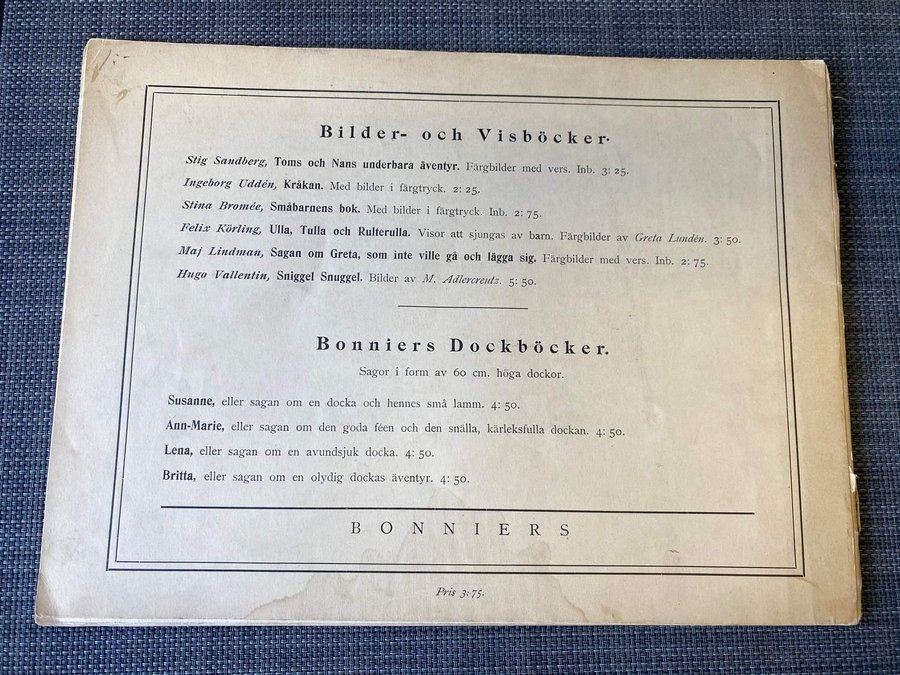 Bilder- och Visböcker.
Stig Sandberg, Toms och Nans underbara äventyr. Färgbilder med vers. Inb. 3: 25.
Ingeborg Uddén, Kråkan. Med bilder i färgtryck. 2: 25.
Stina Bromée, Småbarnens bok. Med bilder i färgtryck. Inb. 2: 75.
Felix Körling, Ulla, Tulla och Rulterulla. Visor att sjungas av barn. Färgbilder av Greta Lundén. 3: 50.
Maj Lindman, Sagan om Greta, som inte ville gå och lägga sig. Färgbilder med vers. Inb. 2: 75.
Hugo Vallentin, Sniggel Snuggel. Bilder av M. Adlercreutz. 5: 50.
Bonniers Dockböcker.
Sagor i form av 60 cm. höga dockor.
Susanne, eller sagan om en docka och hennes små lamm. 4: 50.
Ann-Marie, eller sagan om den goda féen och den snälla, kärleksfulla dockan. 4: 50.
Lena, eller sagan om en avundsjuk docka. 4: 50.
Britta, eller sagan om en olydig dockas äventyr. 4: 50.
BONNIERS
Pris 3: 75.